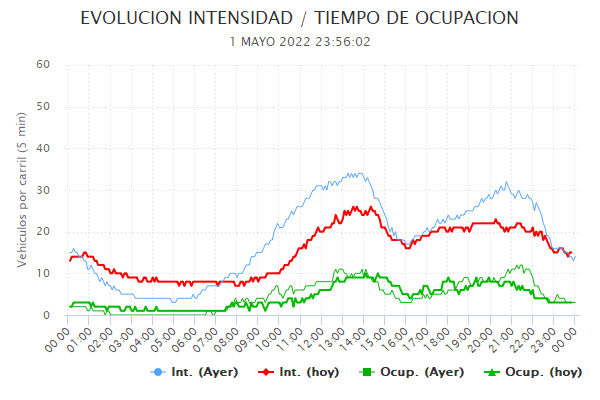 EVOLUCION INTENSIDAD / TIEMPO DE OCUPACION
1 MAYO 2022 23:56:02
Vehiculos por carril (5 min)
60
50
40
30
20
10
0
00:00 01:00 02:00 03:00 04:00 05:00 06:00 07:00 08:00 09:00 10:00 11:00 12:00 13:00 14:00 15:00 16:00 17:00 18:00 19:00 20:00 21:00 22:00 23:00 00:00
Int. (Ayer) Int. (hoy) Ocup. (Ayer) Ocup. (hoy)